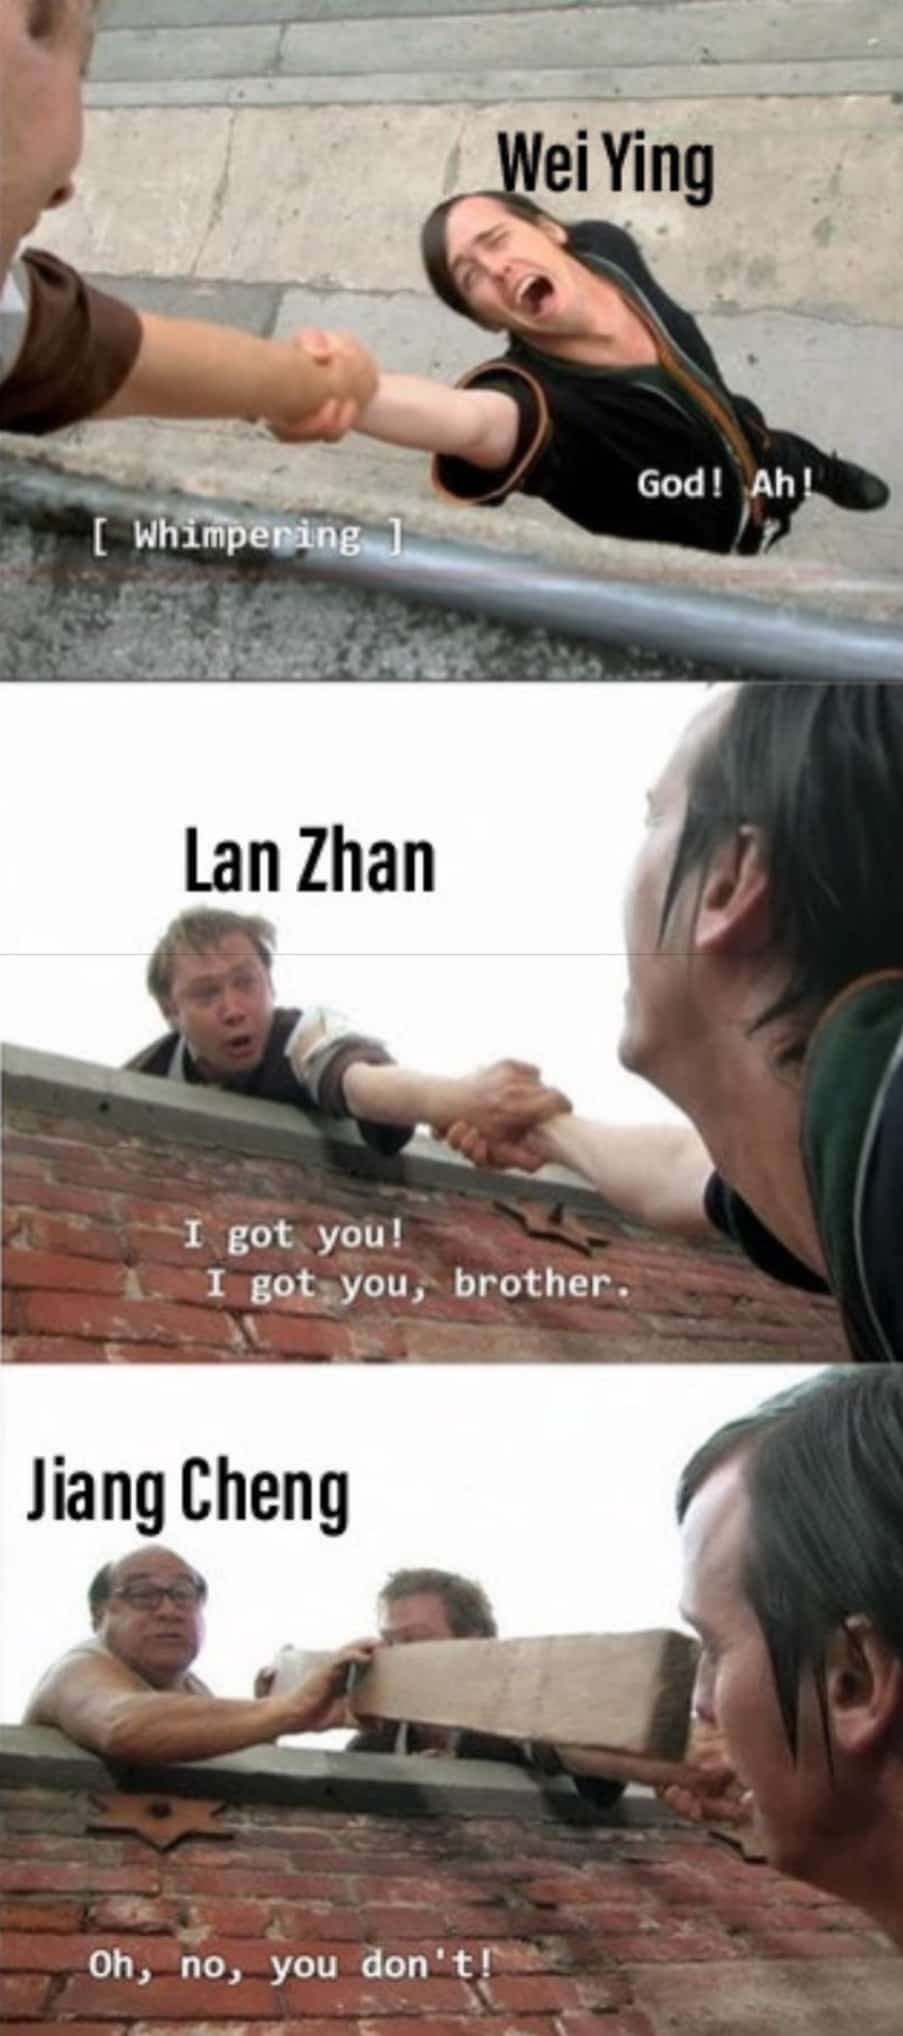 Wei Ying
God! Ah!
[ Whimpering ]
Lan Zhan
I got you!
I got you, brother.
Jiang Cheng
Oh, no, you don't!